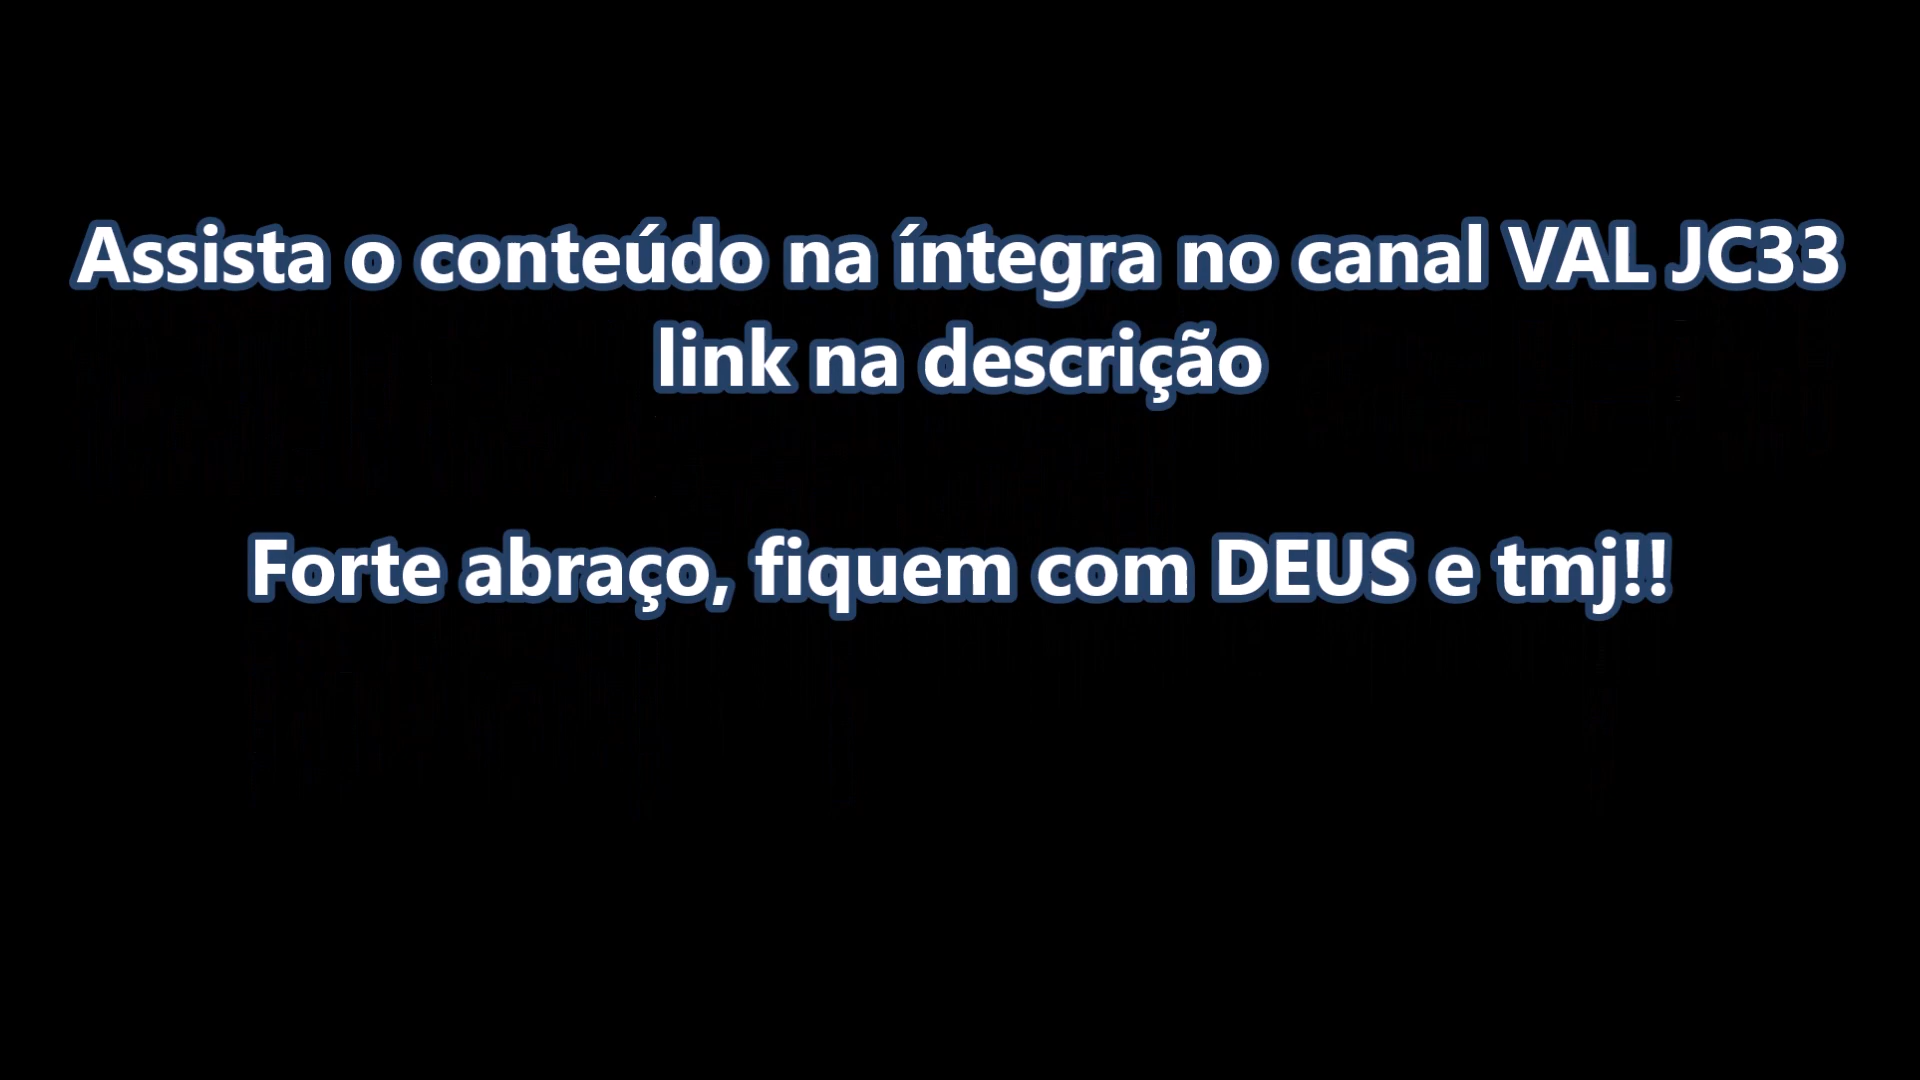 Assista o conteúdo na íntegra no canal VAL JC33
link na descrição
Forte abraço, fiquem com DEUS e tmj!!